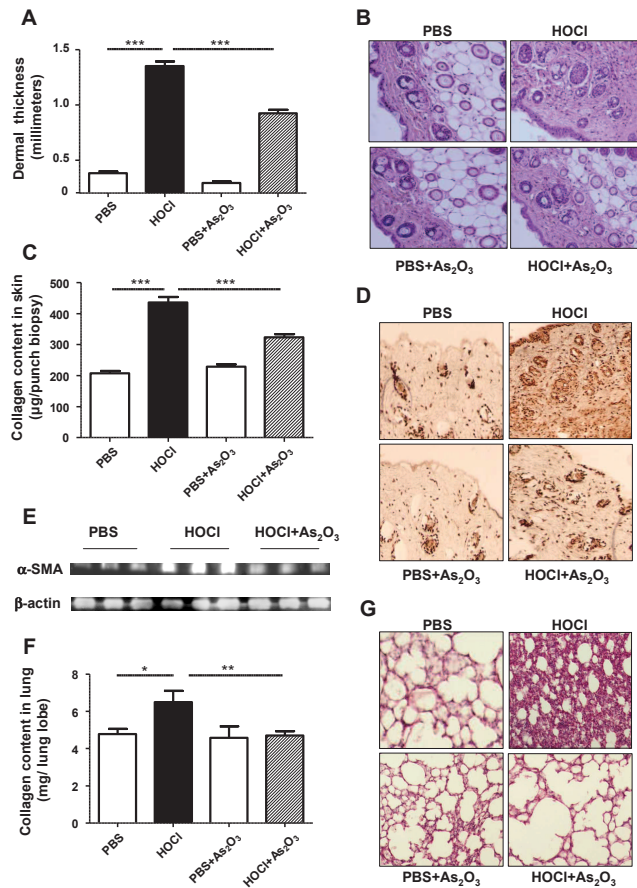 A
Dermal thickness
(millimeters)
1.5
1.0
0.5
0
***
***
PBS
HOCl
PBS+As₂O₃
HOCl+As₂O₃
B
PBS
HOCl
PBS+As₂O₃
HOCl+As₂O₃
C
Collagen content in skin
(µg/punch biopsy)
500
400
300
200
100
0
***
***
PBS
HOCl
PBS+As₂O₃
HOCl+As₂O₃
D
PBS
HOCl
PBS+As₂O₃
HOCl+As₂O₃
E
PBS
HOCl
HOCl+As₂O₃
α-SMA
β-actin
F
Collagen content in lung
(mg/ lung lobe)
8
6
4
2
0
*
**
PBS
HOCl
PBS+As₂O₃
HOCl+As₂O₃
G
PBS
HOCl
PBS+As₂O₃
HOCl+As₂O₃